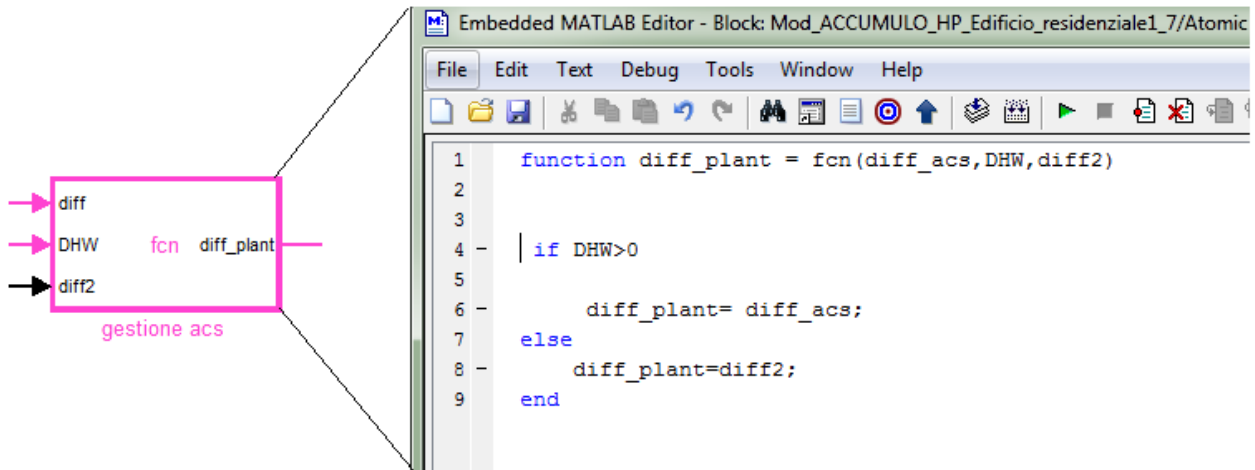 Embedded MATLAB Editor - Block: Mod_ACCUMULO_HP_Edificio_residenziale1_7/Atomic
File Edit Text Debug Tools Window Help
1 function diff_plant = fcn(diff_acs,DHW,diff2)
2
3
4 - if DHW>0
5
6 - diff_plant= diff_acs;
7 else
8 - diff_plant=diff2;
9 end
diff
DHW fcn diff_plant
diff2
gestione acs